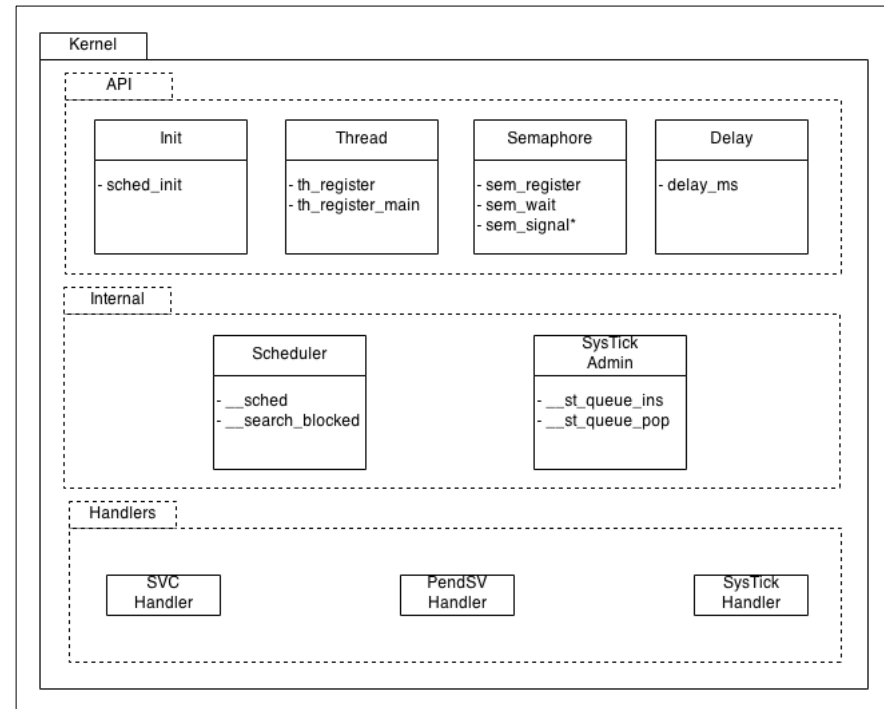 Kernel
API
Init
- sched_init
Thread
- th_register
- th_register_main
Semaphore
- sem_register
- sem_wait
- sem_signal*
Delay
- delay_ms
Internal
Scheduler
- __sched
- __search_blocked
SysTick
Admin
- __st_queue_ins
- __st_queue_pop
Handlers
SVC
Handler
PendSV
Handler
SysTick
Handler